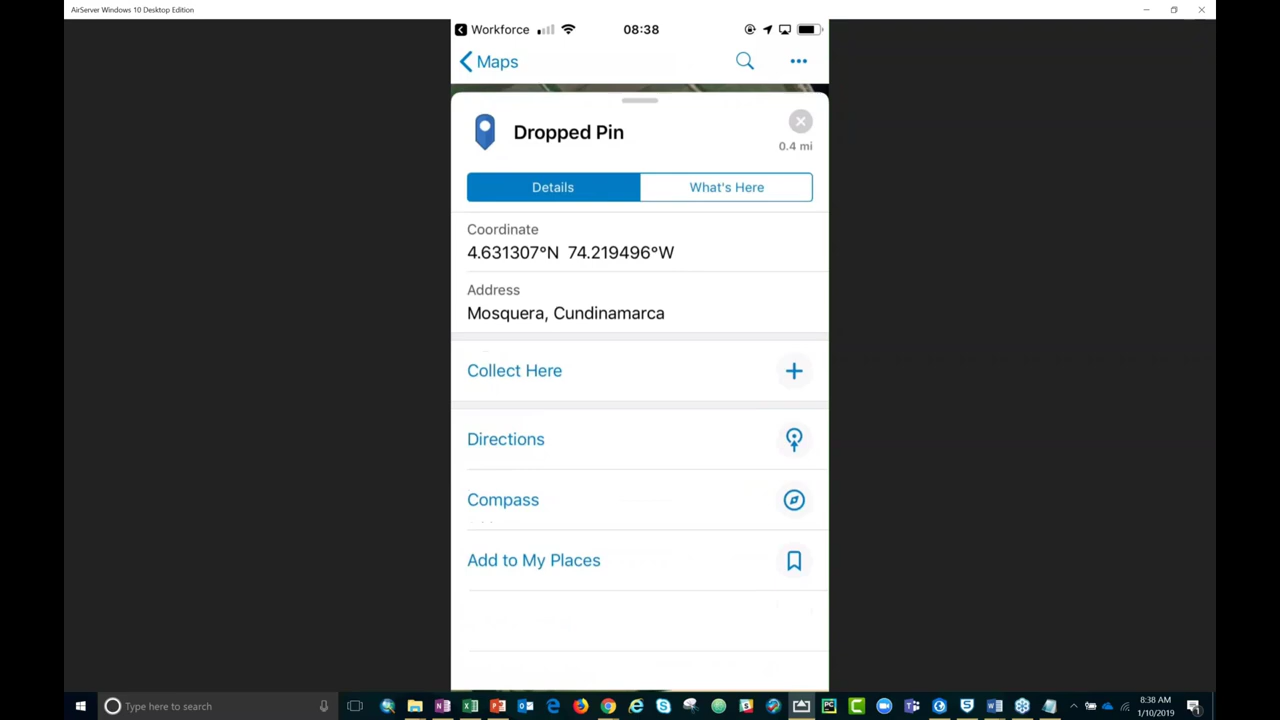 AirServer Windows 10 Desktop Edition
Workforce
08:38
Maps
Dropped Pin
0.4 mi
Details
What's Here
Coordinate
4.631307°N 74.219496°W
Address
Mosquera, Cundinamarca
Collect Here
Directions
Compass
Add to My Places
Type here to search
8:38 AM
1/10/2019